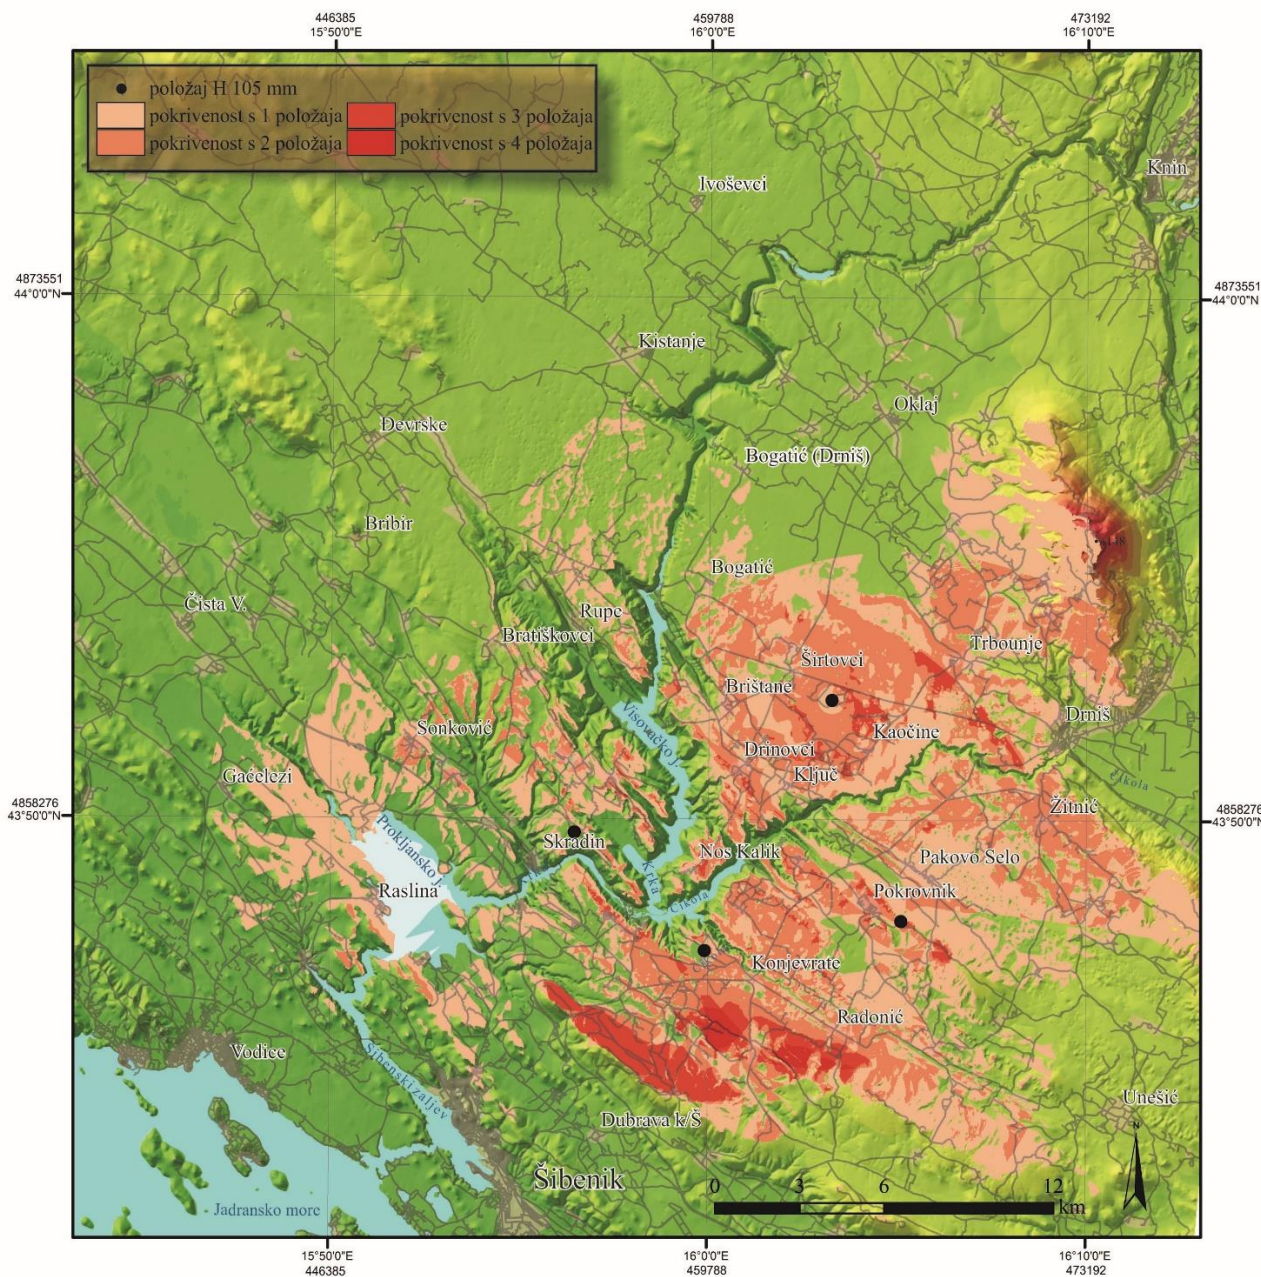 446385
15°50'0"E
459788
16°0'0"E
473192
16°10'0"E
položaj H 105 mm
pokrivenost s 1 položaja
pokrivenost s 3 položaja
pokrivenost s 2 položaja
pokrivenost s 4 položaja
Knin
Ivoševci
4873551
44°0'0"N
4873551
44°0'0"N
Kistanje
Oklaj
Đevrske
Bogatić (Drniš)
Bribir
Bogatić
Čista V.
Rupe
Bratiškovci
Trbounje
Širtovci
Brištane
Visovačko j.
Drniš
Sonković
Kaočine
Drinovci
Ključ
Gaćelezi
Čikola
Žitnić
4858276
43°50'0"N
4858276
43°50'0"N
Prokljansko j.
Skradin
Nos Kalik
Pakovo Selo
Krka
Krka
Raslina
Pokrovnik
Čikola
Konjevrate
Radonić
Vodice
Šibenski zaljev
Unešić
Dubrava k/Š
N
Šibenik
0
3
6
12
km
Jadransko more
15°50'0"E
446385
16°0'0"E
459788
16°10'0"E
473192